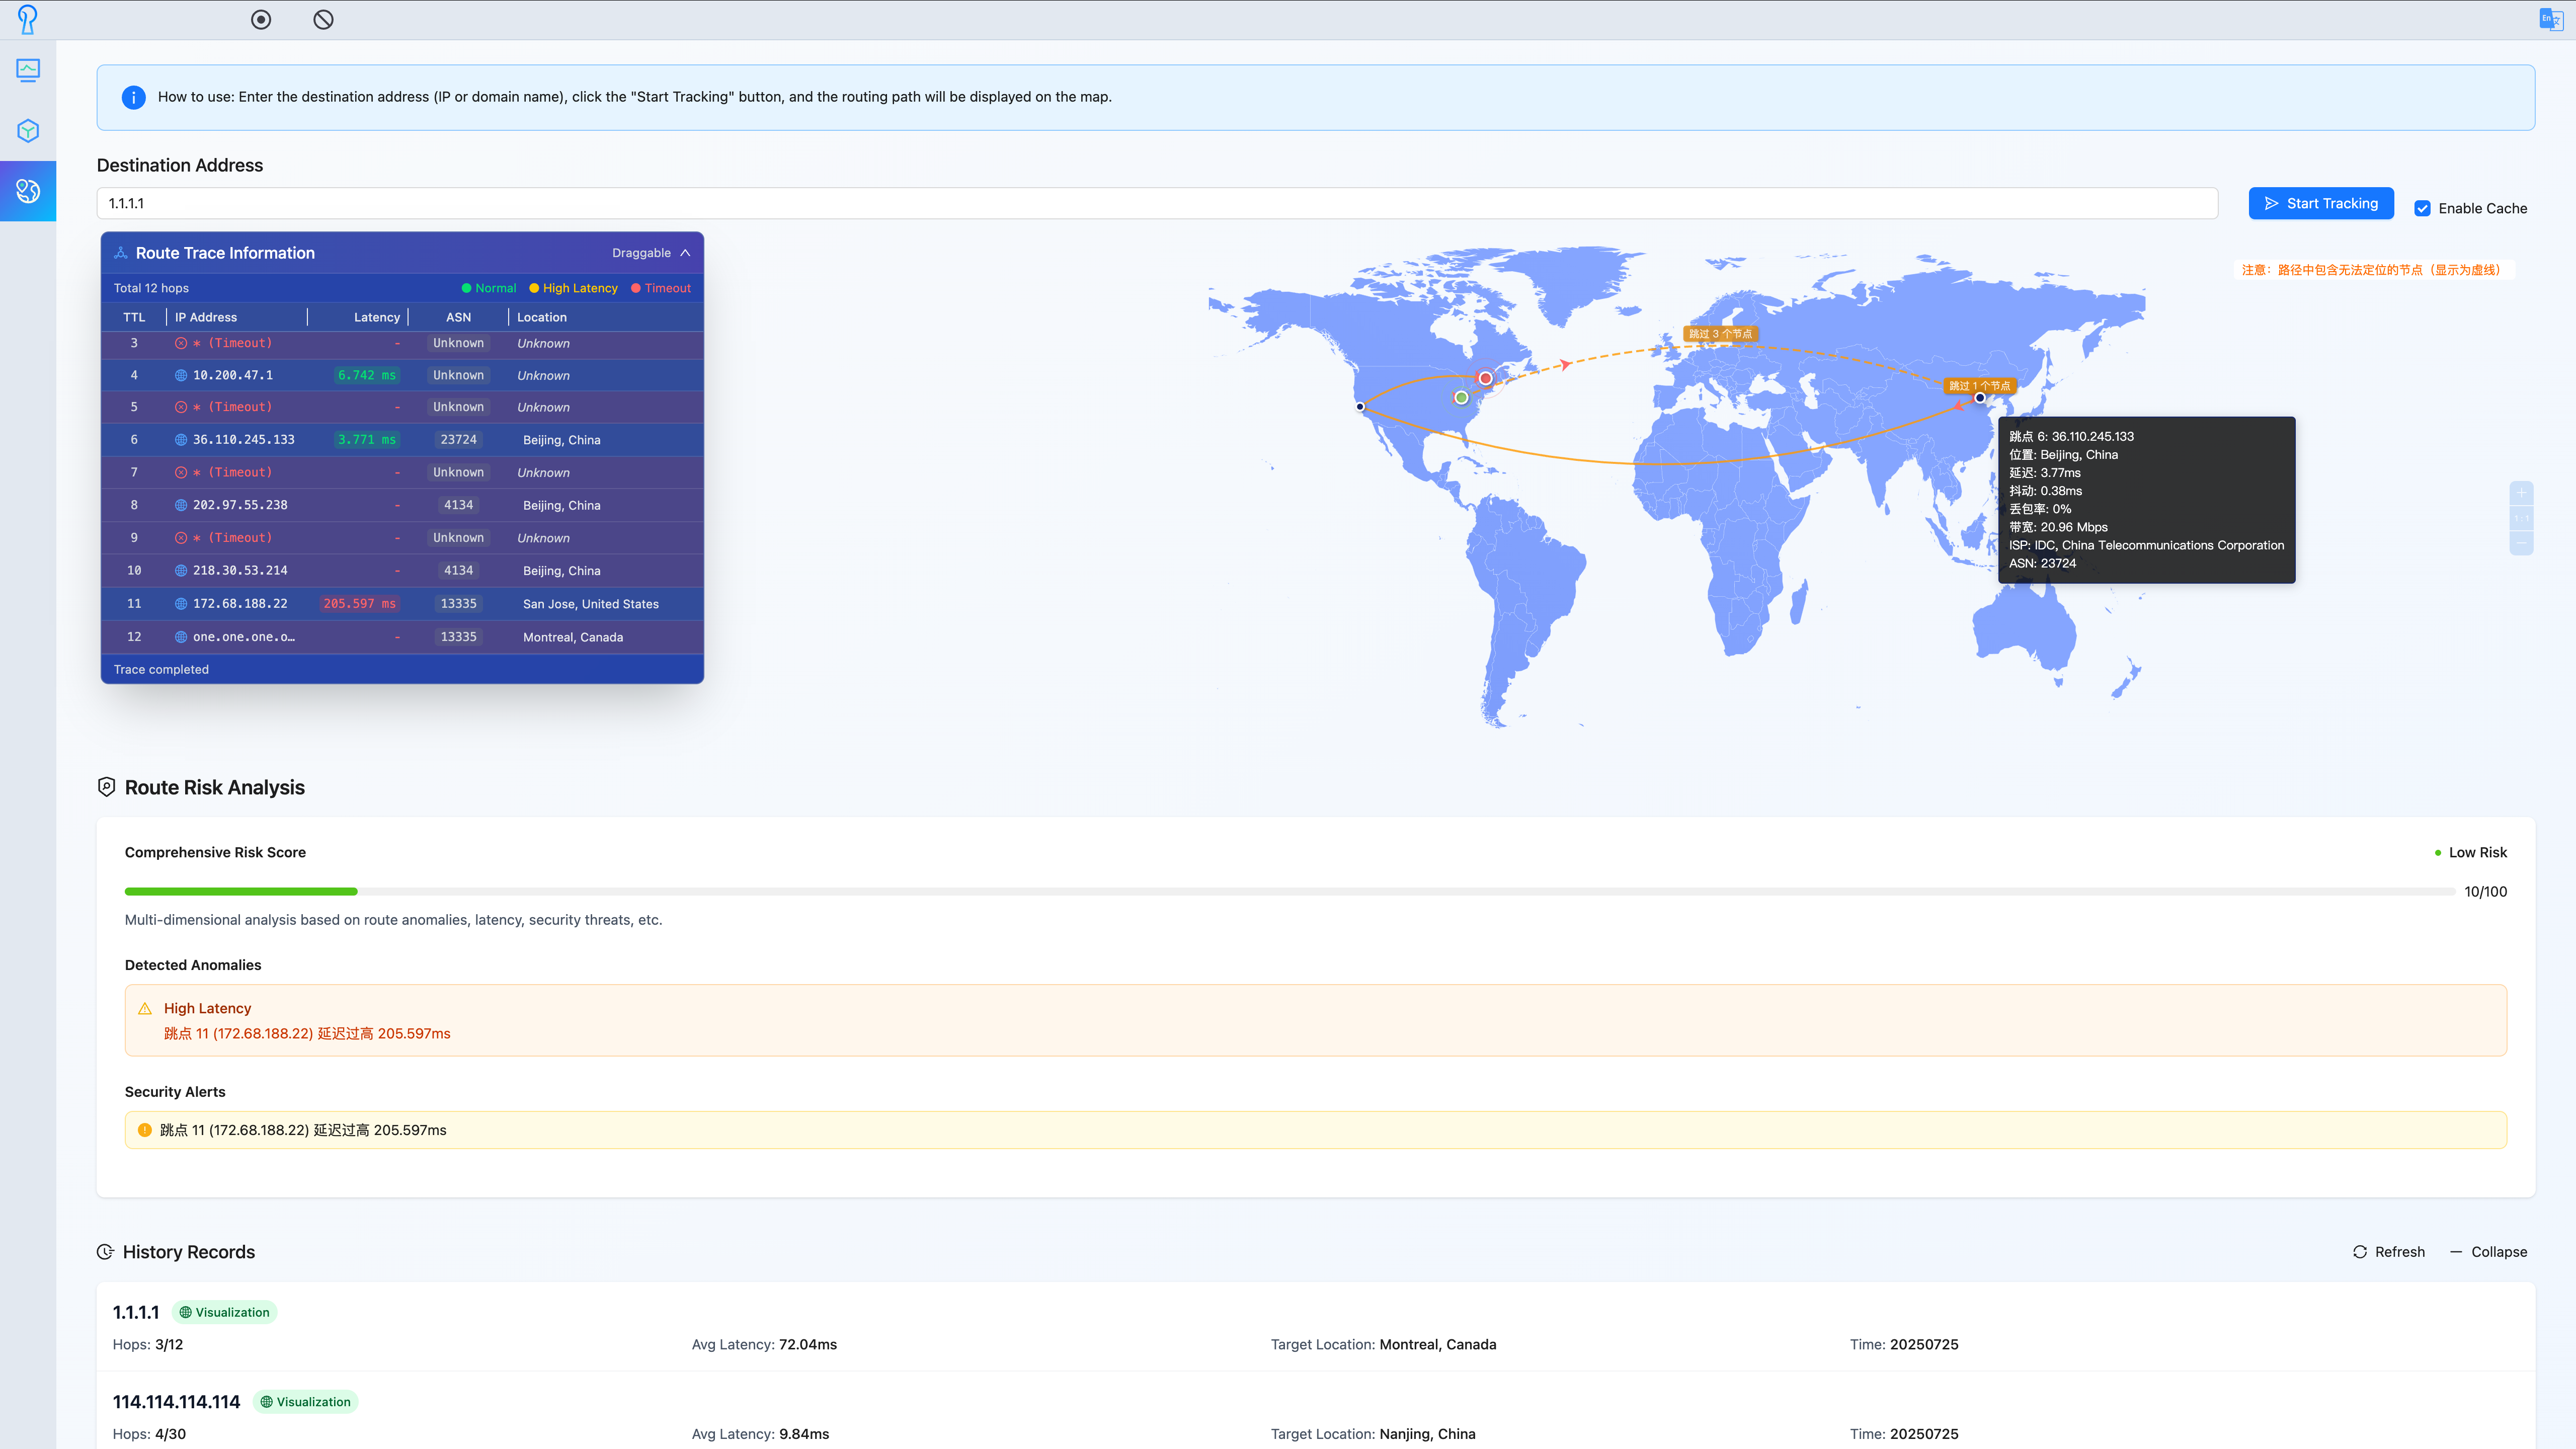 En
文
How to use: Enter the destination address (IP or domain name), click the "Start Tracking" button, and the routing path will be displayed on the map.
Destination Address
1.1.1.1
Start Tracking
Enable Cache
Route Trace Information
Draggable
Total 12 hops
Normal
High Latency
Timeout
TTL IP Address Latency ASN Location
3 * (Timeout) - Unknown Unknown
4 10.200.47.1 6.742 ms Unknown Unknown
5 * (Timeout) - Unknown Unknown
6 36.110.245.133 3.771 ms 23724 Beijing, China
7 * (Timeout) - Unknown Unknown
8 202.97.55.238 - 4134 Beijing, China
9 * (Timeout) - Unknown Unknown
10 218.30.53.214 - 4134 Beijing, China
11 172.68.188.22 205.597 ms 13335 San Jose, United States
12 one.one.one.o… - 13335 Montreal, Canada
Trace completed
注意：路径中包含无法定位的节点（显示为虚线）
跳过 3 个节点
跳过 1 个节点
跳点 6: 36.110.245.133
位置: Beijing, China
延迟: 3.77ms
抖动: 0.38ms
丢包率: 0%
带宽: 20.96 Mbps
ISP: IDC, China Telecommunications Corporation
ASN: 23724
+
1:1
−
Route Risk Analysis
Comprehensive Risk Score
Low Risk
10/100
Multi-dimensional analysis based on route anomalies, latency, security threats, etc.
Detected Anomalies
High Latency
跳点 11 (172.68.188.22) 延迟过高 205.597ms
Security Alerts
跳点 11 (172.68.188.22) 延迟过高 205.597ms
History Records
Refresh
Collapse
1.1.1.1 Visualization
Hops: 3/12 Avg Latency: 72.04ms Target Location: Montreal, Canada Time: 20250725
114.114.114.114 Visualization
Hops: 4/30 Avg Latency: 9.84ms Target Location: Nanjing, China Time: 20250725